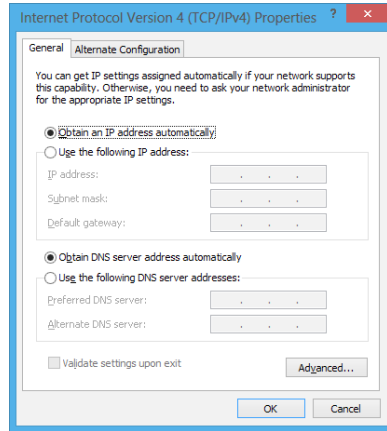 Internet Protocol Version 4 (TCP/IPv4) Properties ? ×
General Alternate Configuration
You can get IP settings assigned automatically if your network supports
this capability. Otherwise, you need to ask your network administrator
for the appropriate IP settings.
Obtain an IP address automatically
Use the following IP address:
IP address:
Subnet mask:
Default gateway:
Obtain DNS server address automatically
Use the following DNS server addresses:
Preferred DNS server:
Alternate DNS server:
Validate settings upon exit
Advanced...
OK Cancel